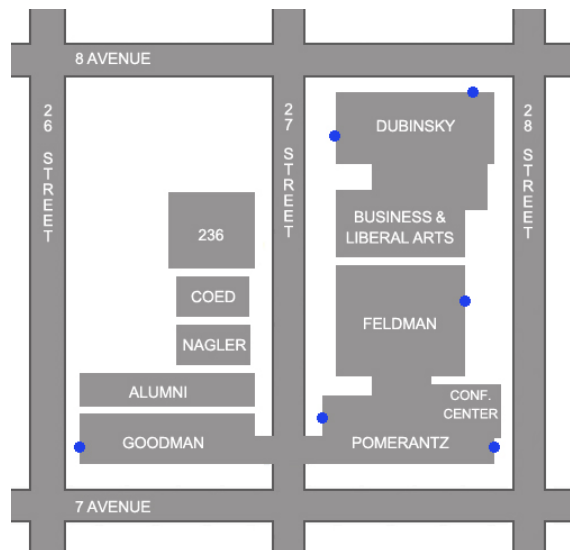 8 AVENUE
26 STREET
27 STREET
28 STREET
DUBINSKY
236
BUSINESS &
LIBERAL ARTS
COED
FELDMAN
NAGLER
ALUMNI
CONF.
CENTER
GOODMAN
POMERANTZ
7 AVENUE